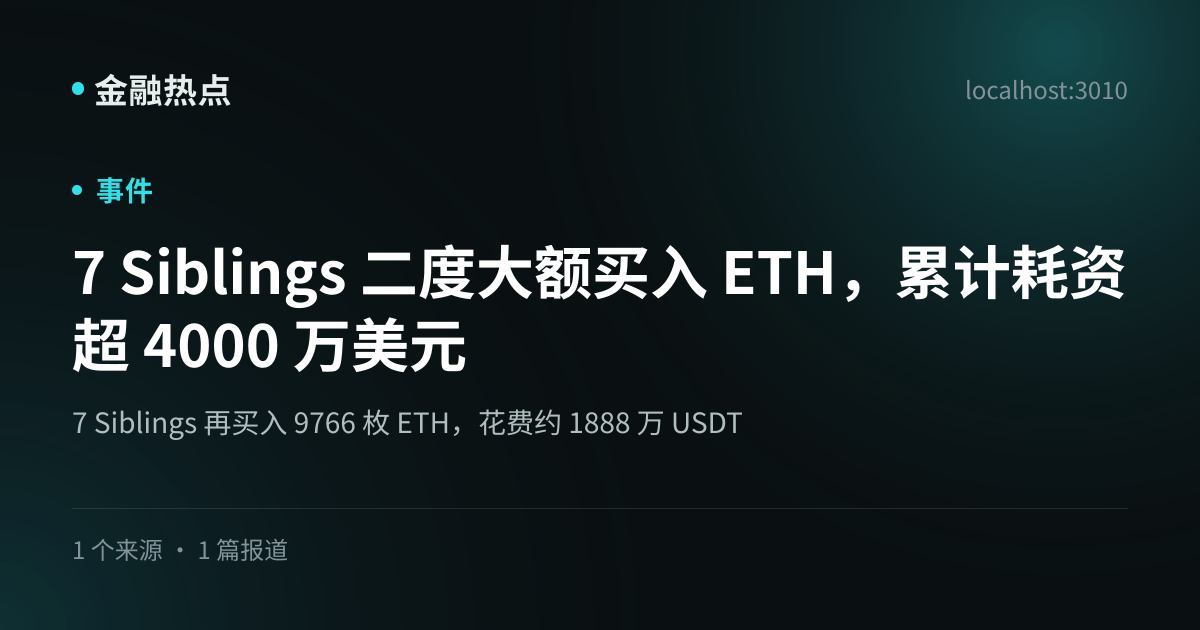 金融热点
localhost:3010
事件
7 Siblings 二度大额买入 ETH，累计耗资
超 4000 万美元
7 Siblings 再买入 9766 枚 ETH，花费约 1888 万 USDT
1 个来源 · 1 篇报道